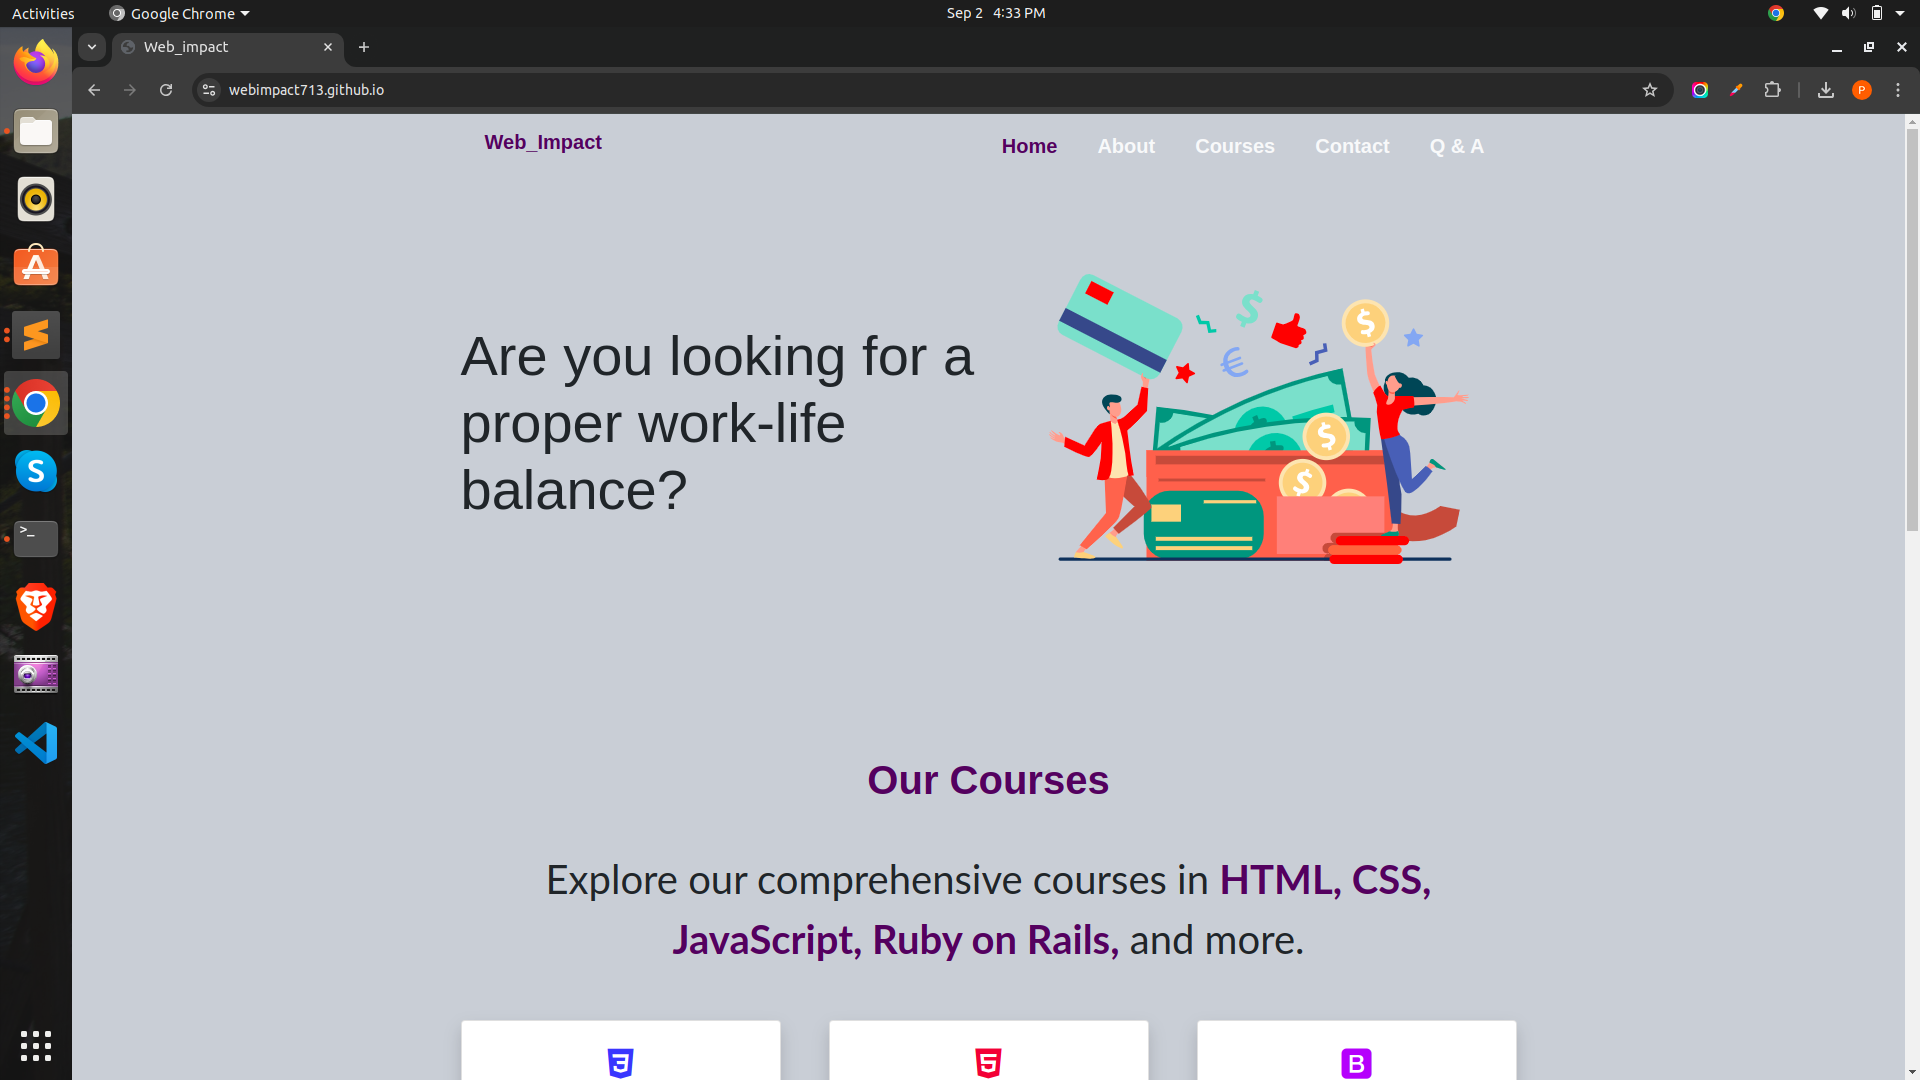 Activities
Google Chrome
Sep 2 4:33 PM
Web_impact
webimpact713.github.io
P
Web_Impact
Home
About
Courses
Contact
Q & A
Are you looking for a
proper work-life
balance?
Our Courses
Explore our comprehensive courses in HTML, CSS,
JavaScript, Ruby on Rails, and more.